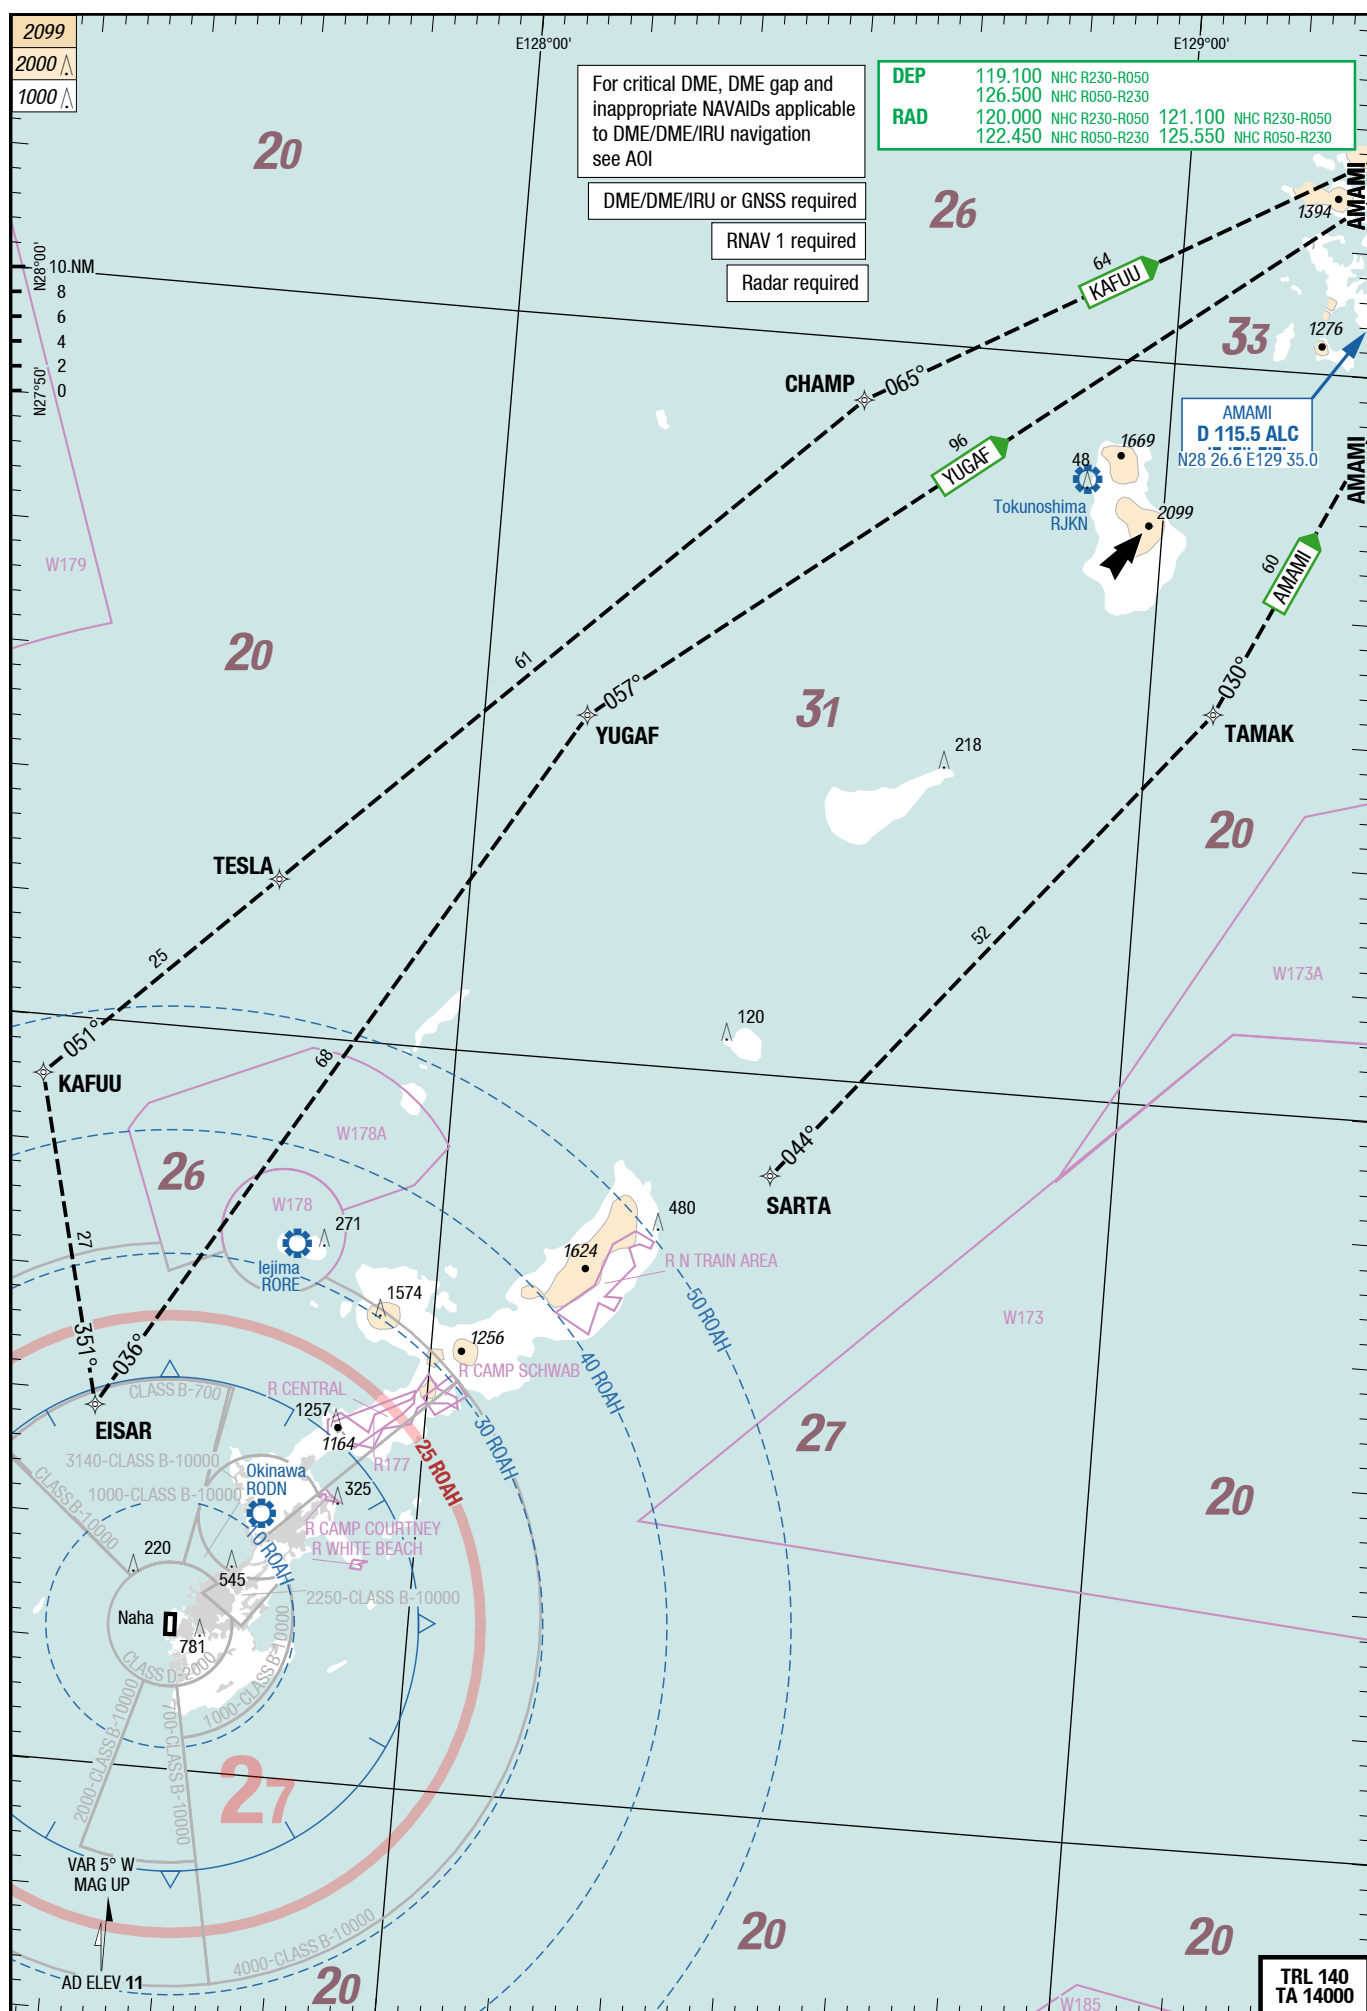 2099
2000
1000
E128°00'
E129°00'
For critical DME, DME gap and
inappropriate NAVAIDs applicable
to DME/DME/IRU navigation
see AOI
DME/DME/IRU or GNSS required
RNAV 1 required
Radar required
DEP 119.100 NHC R230-R050
126.500 NHC R050-R230
RAD 120.000 NHC R230-R050 121.100 NHC R230-R050
122.450 NHC R050-R230 125.550 NHC R050-R230
20
26
AMAMI
1394
N28°00'
10 NM
8
6
4
2
0
N27°50'
64
KAFUU
33
1276
CHAMP
065°
AMAMI
D 115.5 ALC
N28 26.6 E129 35.0
96
YUGAF
1669
48
Tokunoshima
RJKN
2099
AMAMI
W179
60
AMAMI
20
61
057°
31
030°
YUGAF
TAMAK
218
20
TESLA
25
52
W173A
051°
120
KAFUU
68
W178A
044°
26
SARTA
W178
271
480
27
Iejima
RORE
1624
R N TRAIN AREA
1574
50 ROAH
W173
351°
036°
1256
40 ROAH
R CAMP SCHWAB
CLASS B-700
R CENTRAL
1257
EISAR
1164
30 ROAH
27
3140-CLASS B-10000
25 ROAH
R177
CLASS B-10000
Okinawa
RODN
1000-CLASS B-10000
325
20
R CAMP COURTNEY
R WHITE BEACH
10 ROAH
220
545
2250-CLASS B-10000
Naha
781
CLASS D-2000
1000-CLASS B-10000
2000-CLASS B-10000
700-CLASS B-10000
27
VAR 5° W
MAG UP
4000-CLASS B-10000
20
20
AD ELEV 11
20
W185
TRL 140
TA 14000